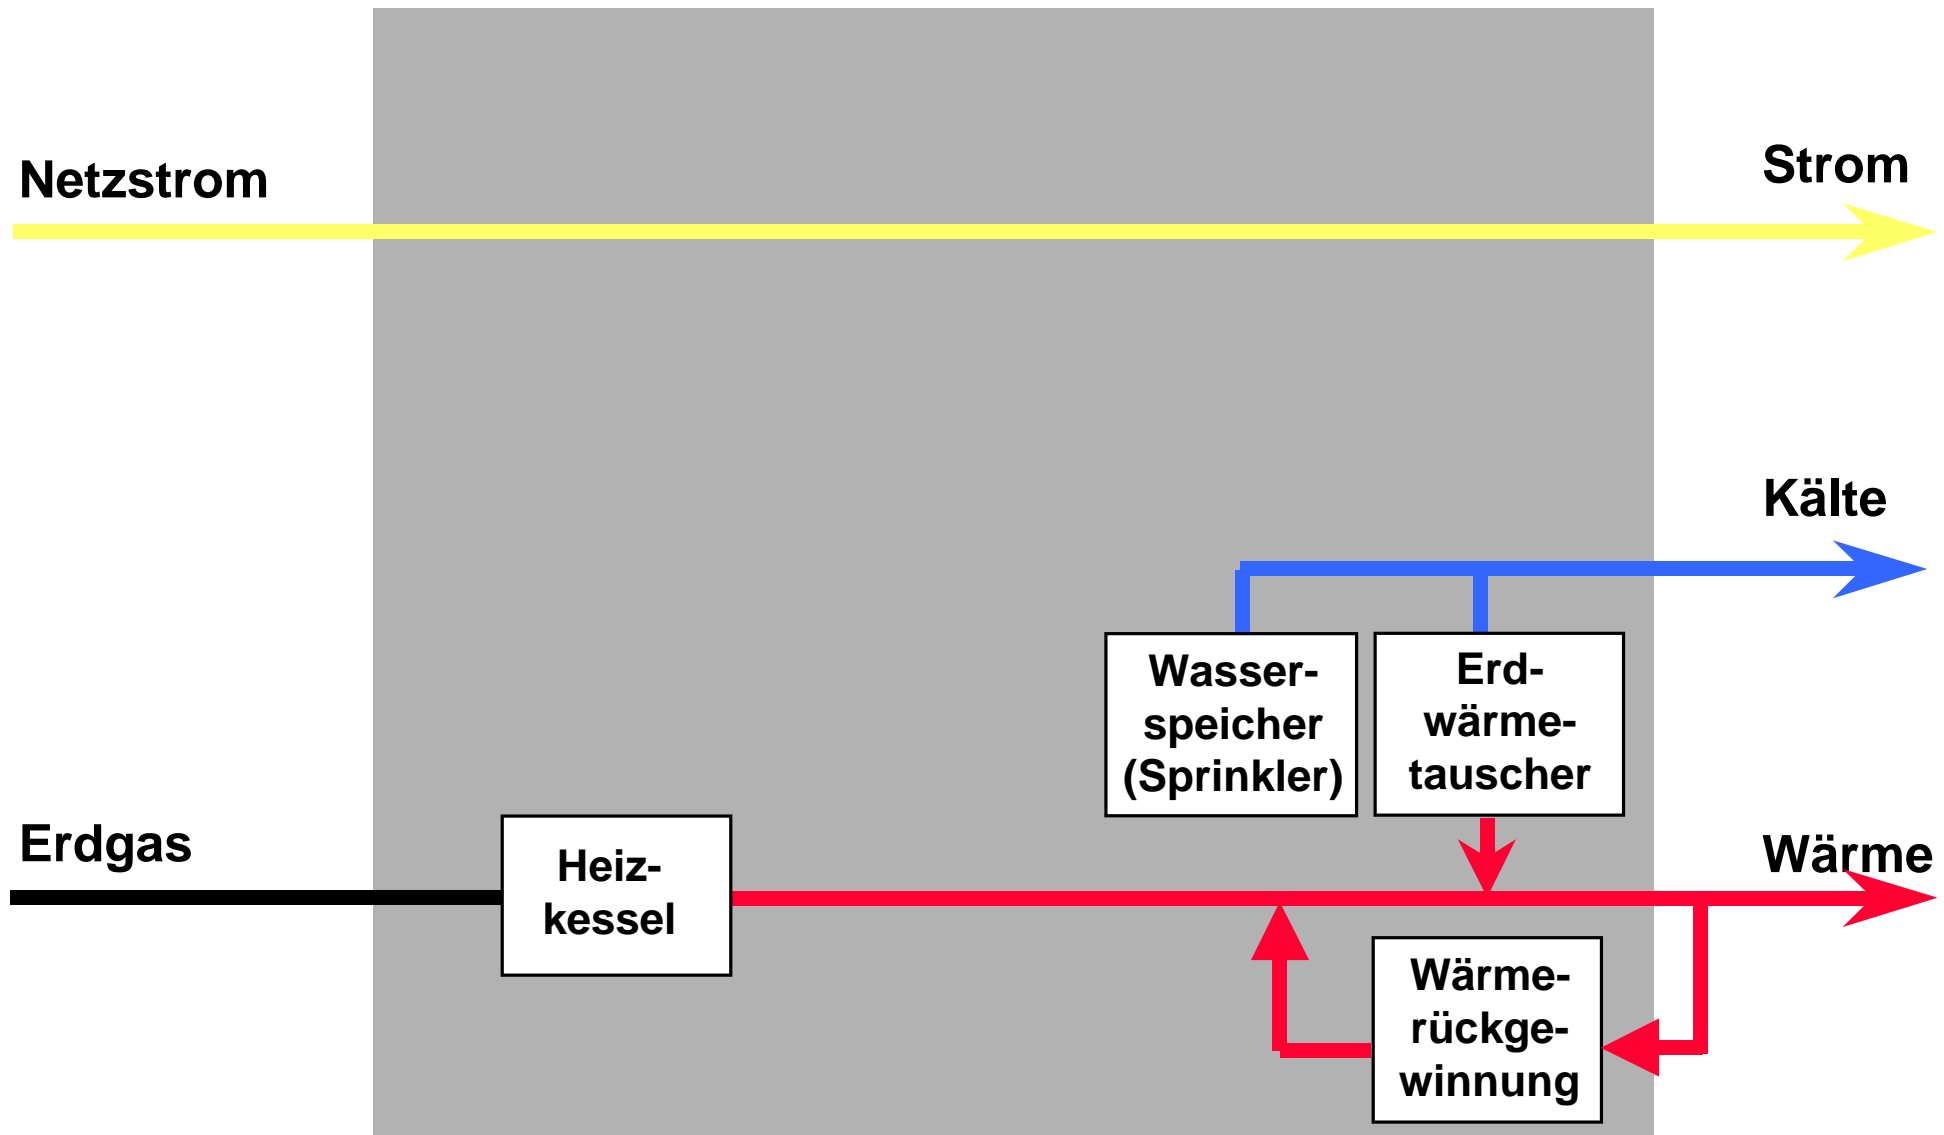 Netzstrom
Strom
Kälte
Wasser-
speicher
(Sprinkler)
Erd-
wärme-
tauscher
Erdgas
Heiz-
kessel
Wärme
Wärme-
rückge-
winnung